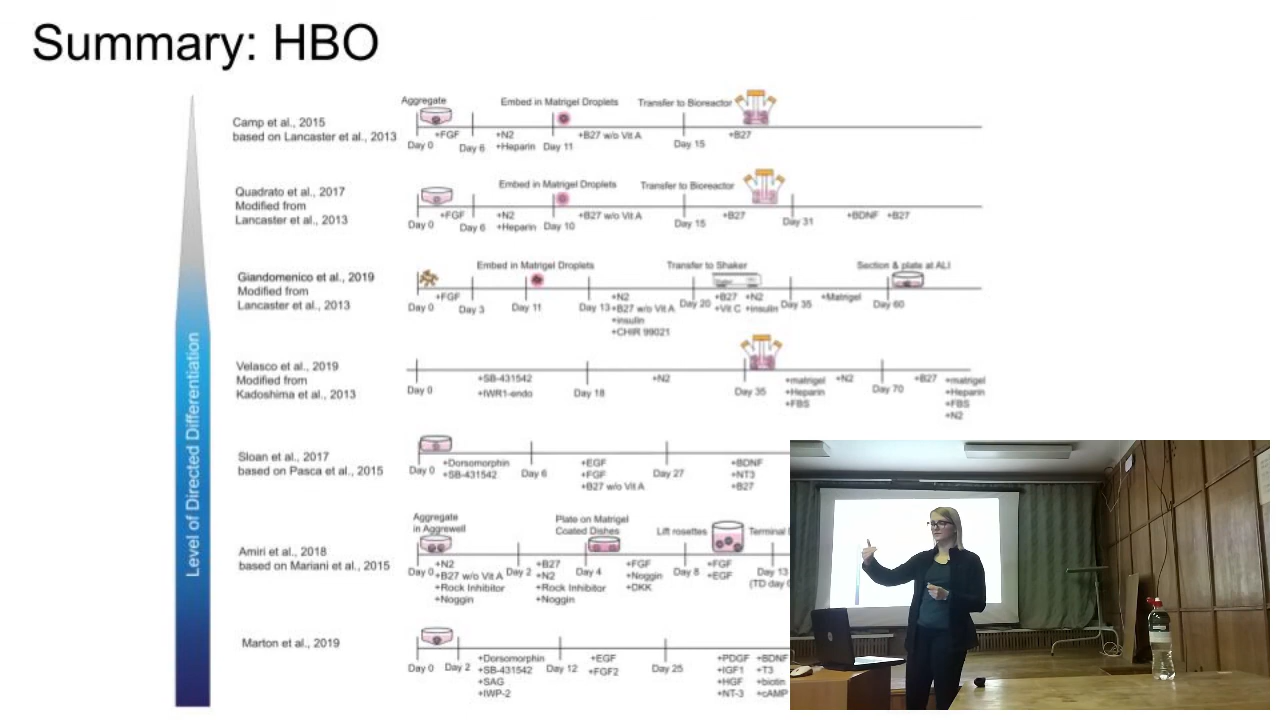 Summary: HBO
Level of Directed Differentiation
Camp et al., 2015
based on Lancaster et al., 2013
Aggregate
Embed in Matrigel Droplets
Transfer to Bioreactor
Day 0
+FGF
Day 6
+N2
+Heparin
Day 11
+B27 w/o Vit A
Day 15
+B27
Quadrato et al., 2017
Modified from
Lancaster et al., 2013
Embed in Matrigel Droplets
Transfer to Bioreactor
Day 0
+FGF
Day 6
+N2
+Heparin
Day 10
+B27 w/o Vit A
Day 15
+B27
Day 31
+BDNF +B27
Giandomenico et al., 2019
Modified from
Lancaster et al., 2013
Embed in Matrigel Droplets
Transfer to Shaker
Section & plate at ALI
Day 0
+FGF
Day 3
Day 11
Day 13
+N2
+B27 w/o Vit A
+insulin
+CHIR 99021
Day 20
+B27 +N2
+Vit C +insulin
Day 35
+Matrigel
Day 60
Velasco et al., 2019
Modified from
Kadoshima et al., 2013
Day 0
+SB-431542
+IWR1-endo
Day 18
+N2
Day 35
+matrigel
+Heparin
+FBS
+N2
Day 70
+B27
+matrigel
+Heparin
+FBS
+N2
Sloan et al., 2017
based on Pasca et al., 2015
Day 0
+Dorsomorphin
+SB-431542
Day 6
+EGF
+FGF
+B27 w/o Vit A
Day 27
+BDNF
+NT3
+B27
Amiri et al., 2018
based on Mariani et al., 2015
Aggregate
in Aggrewell
Plate on Matrigel
Coated Dishes
Lift rosettes
Terminal
Day 0
+N2
+B27 w/o Vit A
+Rock Inhibitor
+Noggin
Day 2
+B27
+N2
+Rock Inhibitor
+Noggin
Day 4
+FGF
+Noggin
+DKK
Day 8
+FGF
+EGF
Day 13
(TD day
Marton et al., 2019
Day 0
Day 2
+Dorsomorphin
+SB-431542
+SAG
+IWP-2
Day 12
+EGF
+FGF2
Day 25
+PDGF +BDNF
+IGF1 +T3
+HGF +biotin
+NT-3 +cAMP